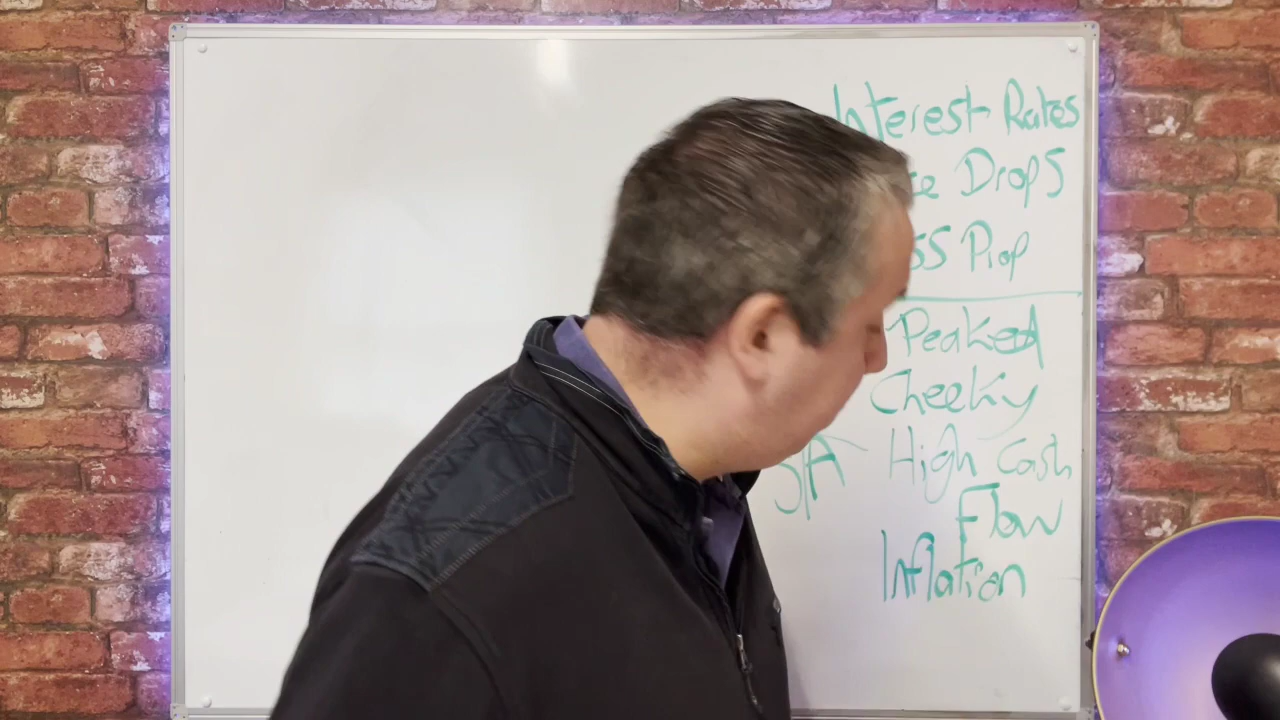 Interest Rates
Drops
Prop
Peaked
Cheeky
S/A High Cash
Flow
Inflation